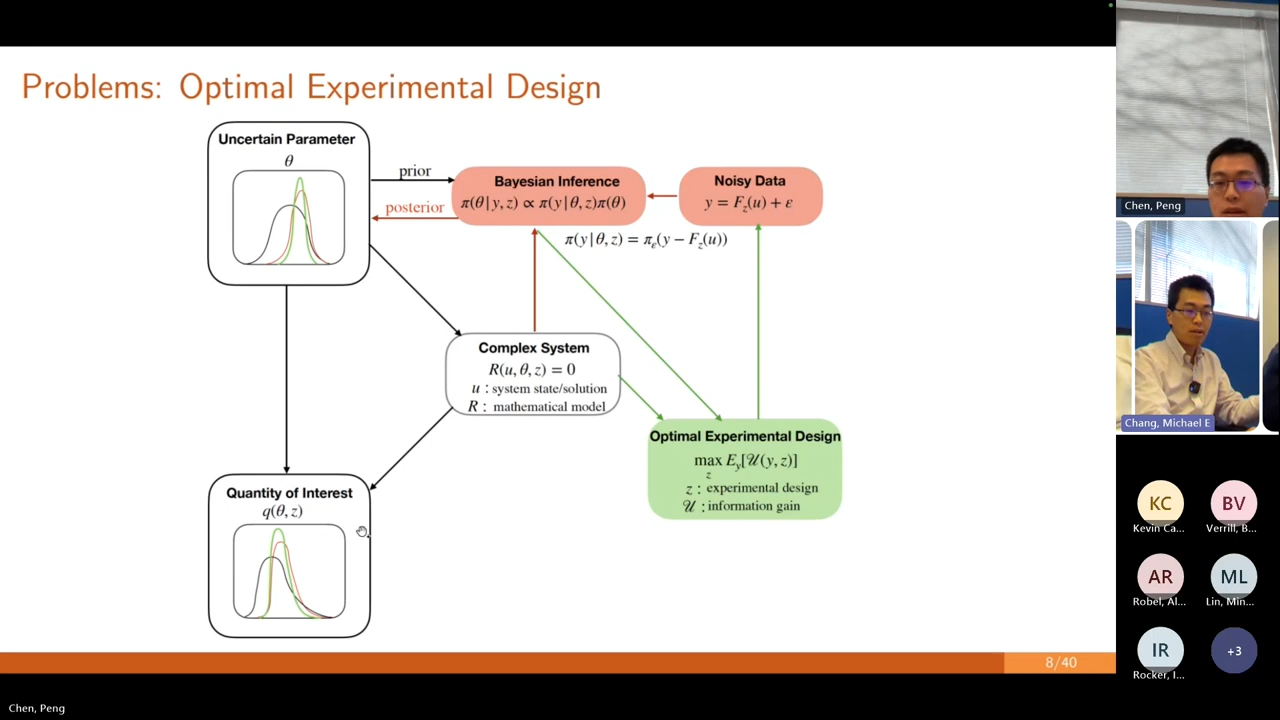 Problems: Optimal Experimental Design
Uncertain Parameter
θ
prior
posterior
Bayesian Inference
π(θ|y, z) ∝ π(y|θ, z)π(θ)
Noisy Data
y = F_z(u) + ε
π(y|θ, z) = π_ε(y − F_z(u))
Complex System
R(u, θ, z) = 0
u : system state/solution
R : mathematical model
Optimal Experimental Design
max E_y[𝒰(y, z)]
z
z : experimental design
𝒰 : information gain
Quantity of Interest
q(θ, z)
8/40
Chen, Peng
Chen, Peng
Chang, Michael E
KC
Kevin Ca...
BV
Verrill, B...
AR
Robel, Al...
ML
Lin, Min...
IR
Rocker, I...
+3